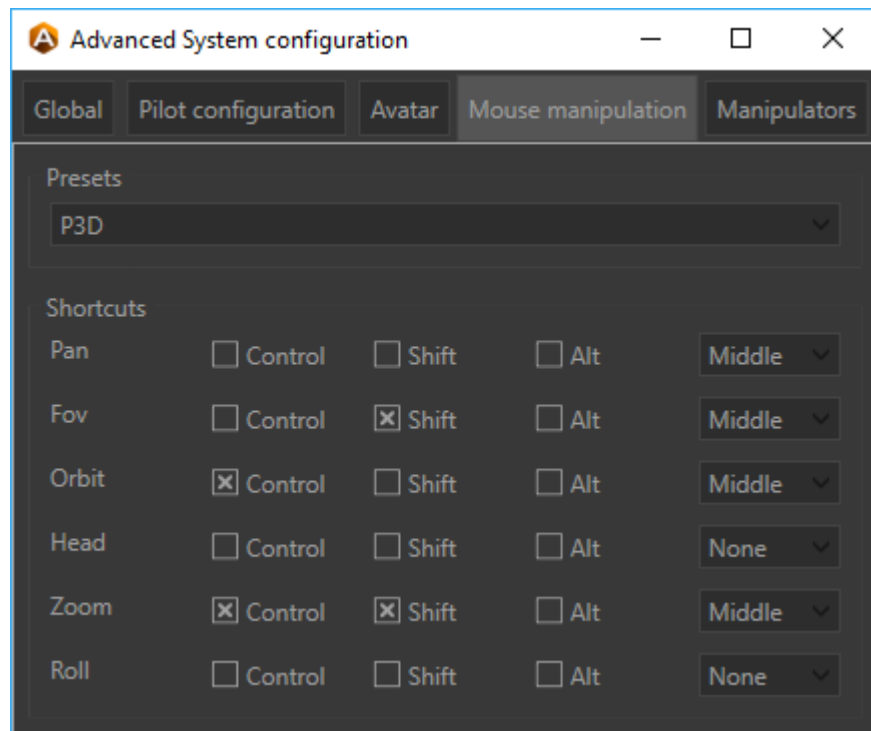 Advanced System configuration
Global Pilot configuration Avatar Mouse manipulation Manipulators
Presets
P3D
Shortcuts
Pan Control Shift Alt Middle
Fov Control Shift Alt Middle
Orbit Control Shift Alt Middle
Head Control Shift Alt None
Zoom Control Shift Alt Middle
Roll Control Shift Alt None